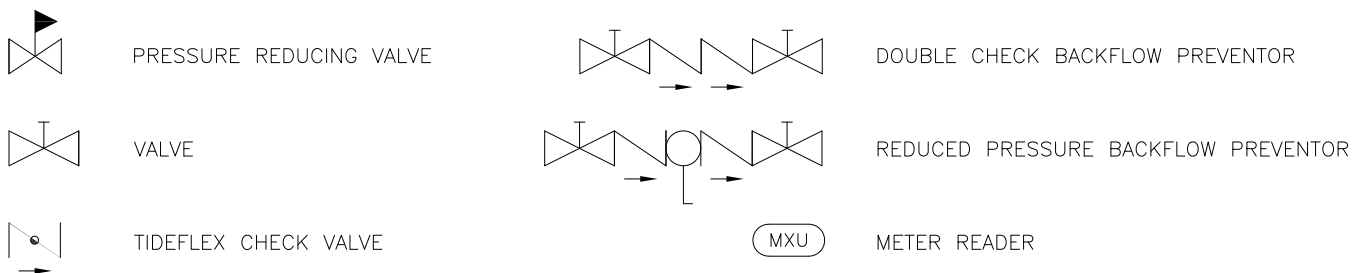 PRESSURE REDUCING VALVE
DOUBLE CHECK BACKFLOW PREVENTOR
VALVE
REDUCED PRESSURE BACKFLOW PREVENTOR
TIDEFLEX CHECK VALVE
MXU
METER READER